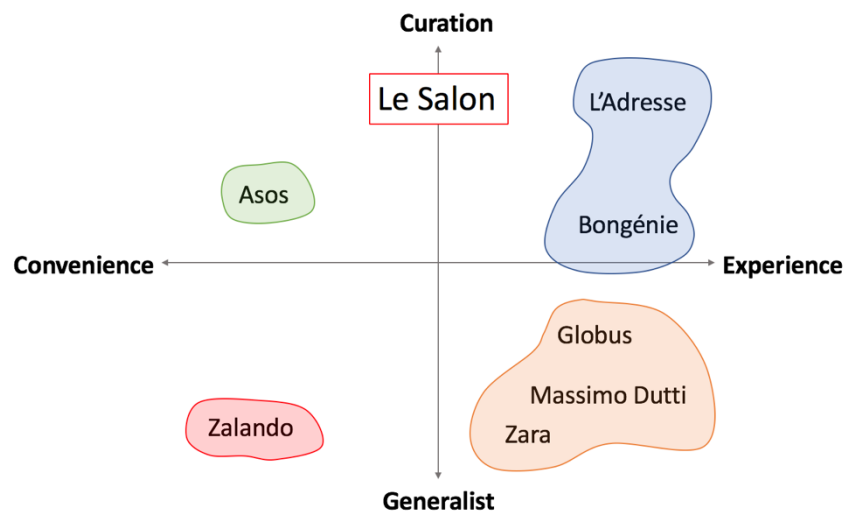 Curation
Le Salon
L’Adresse
Asos
Bongénie
Convenience
Experience
Globus
Massimo Dutti
Zalando
Zara
Generalist